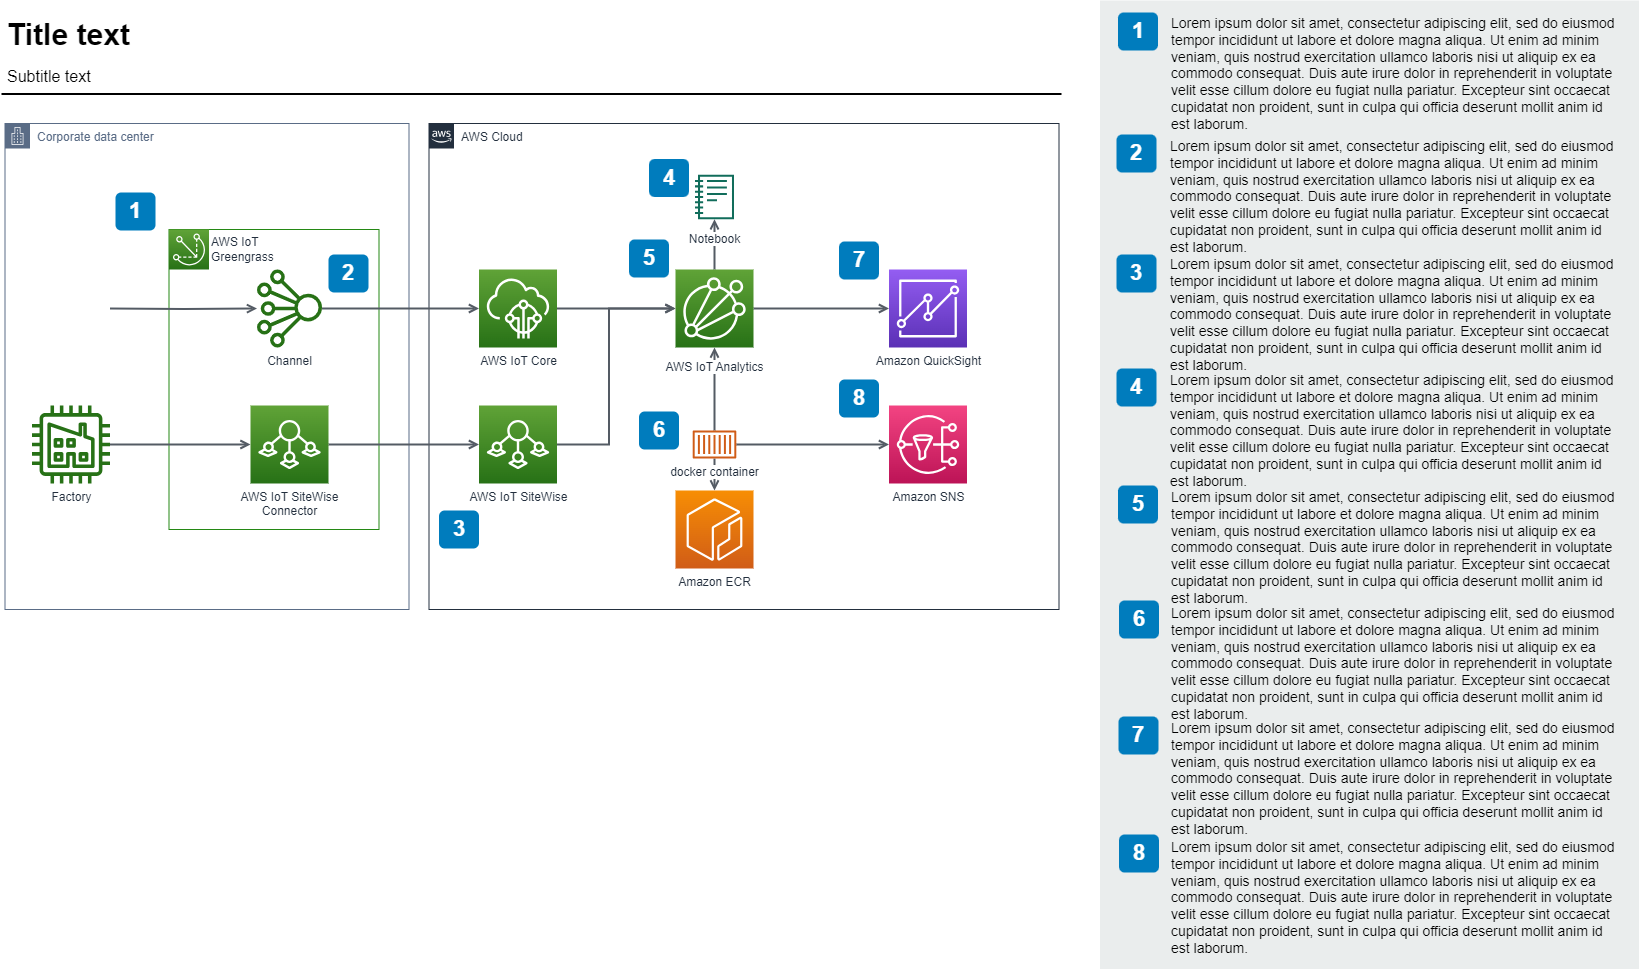 Title text
Subtitle text
Corporate data center
aws
AWS Cloud
1
AWS IoT
Greengrass
2
Channel
Factory
AWS IoT SiteWise
Connector
AWS IoT Core
AWS IoT SiteWise
3
4
Notebook
5
AWS IoT Analytics
6
docker container
Amazon ECR
7
Amazon QuickSight
8
Amazon SNS
1
Lorem ipsum dolor sit amet, consectetur adipiscing elit, sed do eiusmod
tempor incididunt ut labore et dolore magna aliqua. Ut enim ad minim
veniam, quis nostrud exercitation ullamco laboris nisi ut aliquip ex ea
commodo consequat. Duis aute irure dolor in reprehenderit in voluptate
velit esse cillum dolore eu fugiat nulla pariatur. Excepteur sint occaecat
cupidatat non proident, sunt in culpa qui officia deserunt mollit anim id
est laborum.
2
Lorem ipsum dolor sit amet, consectetur adipiscing elit, sed do eiusmod
tempor incididunt ut labore et dolore magna aliqua. Ut enim ad minim
veniam, quis nostrud exercitation ullamco laboris nisi ut aliquip ex ea
commodo consequat. Duis aute irure dolor in reprehenderit in voluptate
velit esse cillum dolore eu fugiat nulla pariatur. Excepteur sint occaecat
cupidatat non proident, sunt in culpa qui officia deserunt mollit anim id
est laborum.
3
Lorem ipsum dolor sit amet, consectetur adipiscing elit, sed do eiusmod
tempor incididunt ut labore et dolore magna aliqua. Ut enim ad minim
veniam, quis nostrud exercitation ullamco laboris nisi ut aliquip ex ea
commodo consequat. Duis aute irure dolor in reprehenderit in voluptate
velit esse cillum dolore eu fugiat nulla pariatur. Excepteur sint occaecat
cupidatat non proident, sunt in culpa qui officia deserunt mollit anim id
est laborum.
4
Lorem ipsum dolor sit amet, consectetur adipiscing elit, sed do eiusmod
tempor incididunt ut labore et dolore magna aliqua. Ut enim ad minim
veniam, quis nostrud exercitation ullamco laboris nisi ut aliquip ex ea
commodo consequat. Duis aute irure dolor in reprehenderit in voluptate
velit esse cillum dolore eu fugiat nulla pariatur. Excepteur sint occaecat
cupidatat non proident, sunt in culpa qui officia deserunt mollit anim id
est laborum.
5
Lorem ipsum dolor sit amet, consectetur adipiscing elit, sed do eiusmod
tempor incididunt ut labore et dolore magna aliqua. Ut enim ad minim
veniam, quis nostrud exercitation ullamco laboris nisi ut aliquip ex ea
commodo consequat. Duis aute irure dolor in reprehenderit in voluptate
velit esse cillum dolore eu fugiat nulla pariatur. Excepteur sint occaecat
cupidatat non proident, sunt in culpa qui officia deserunt mollit anim id
est laborum.
6
Lorem ipsum dolor sit amet, consectetur adipiscing elit, sed do eiusmod
tempor incididunt ut labore et dolore magna aliqua. Ut enim ad minim
veniam, quis nostrud exercitation ullamco laboris nisi ut aliquip ex ea
commodo consequat. Duis aute irure dolor in reprehenderit in voluptate
velit esse cillum dolore eu fugiat nulla pariatur. Excepteur sint occaecat
cupidatat non proident, sunt in culpa qui officia deserunt mollit anim id
est laborum.
7
Lorem ipsum dolor sit amet, consectetur adipiscing elit, sed do eiusmod
tempor incididunt ut labore et dolore magna aliqua. Ut enim ad minim
veniam, quis nostrud exercitation ullamco laboris nisi ut aliquip ex ea
commodo consequat. Duis aute irure dolor in reprehenderit in voluptate
velit esse cillum dolore eu fugiat nulla pariatur. Excepteur sint occaecat
cupidatat non proident, sunt in culpa qui officia deserunt mollit anim id
est laborum.
8
Lorem ipsum dolor sit amet, consectetur adipiscing elit, sed do eiusmod
tempor incididunt ut labore et dolore magna aliqua. Ut enim ad minim
veniam, quis nostrud exercitation ullamco laboris nisi ut aliquip ex ea
commodo consequat. Duis aute irure dolor in reprehenderit in voluptate
velit esse cillum dolore eu fugiat nulla pariatur. Excepteur sint occaecat
cupidatat non proident, sunt in culpa qui officia deserunt mollit anim id
est laborum.